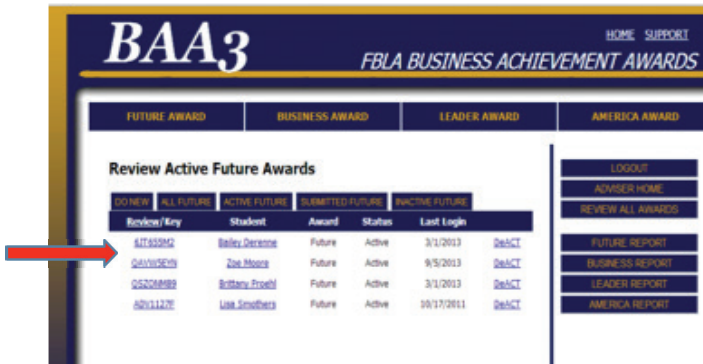 BAA3
HOME SUPPORT
FBLA BUSINESS ACHIEVEMENT AWARDS
FUTURE AWARD BUSINESS AWARD LEADER AWARD AMERICA AWARD
Review Active Future Awards
DO NEW ALL FUTURE ACTIVE FUTURE SUBMITTED FUTURE INACTIVE FUTURE
Review/Key Student Award Status Last Login
6JT655M2 Bailey Derenne Future Active 3/1/2013 DeACT
Zoe Moore Future Active 9/5/2013 DeACT
Brittany Proehl Future Active 3/1/2013 DeACT
ADV1127F Lisa Smothers Future Active 10/17/2011 DeACT
LOGOUT
ADVISER HOME
REVIEW ALL AWARDS
FUTURE REPORT
BUSINESS REPORT
LEADER REPORT
AMERICA REPORT